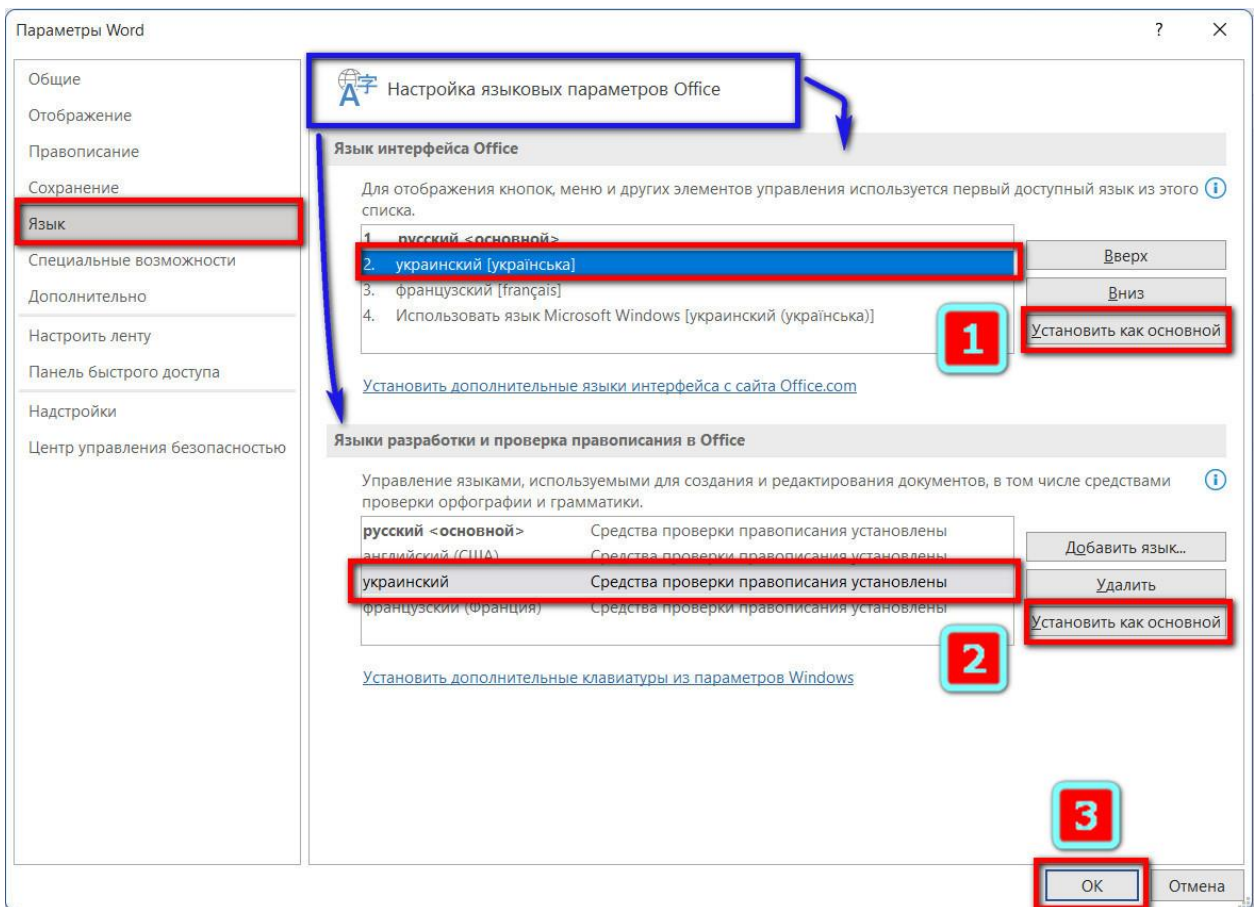 Параметры Word
?
Общие
Отображение
Правописание
Сохранение
Язык
Специальные возможности
Дополнительно
Настроить ленту
Панель быстрого доступа
Надстройки
Центр управления безопасностью
A字 Настройка языковых параметров Office
Язык интерфейса Office
Для отображения кнопок, меню и других элементов управления используется первый доступный язык из этого
списка.
1. русский <основной>
2. украинский [українська]
3. французский [français]
4. Использовать язык Microsoft Windows [украинский (українська)]
Вверх
Вниз
Установить как основной
1
Установить дополнительные языки интерфейса с сайта Office.com
Языки разработки и проверка правописания в Office
Управление языками, используемыми для создания и редактирования документов, в том числе средствами
проверки орфографии и грамматики.
русский <основной> Средства проверки правописания установлены
английский (США) Средства проверки правописания установлены
украинский Средства проверки правописания установлены
французский (Франция) Средства проверки правописания установлены
Добавить язык...
Удалить
Установить как основной
2
Установить дополнительные клавиатуры из параметров Windows
3
ОК
Отмена